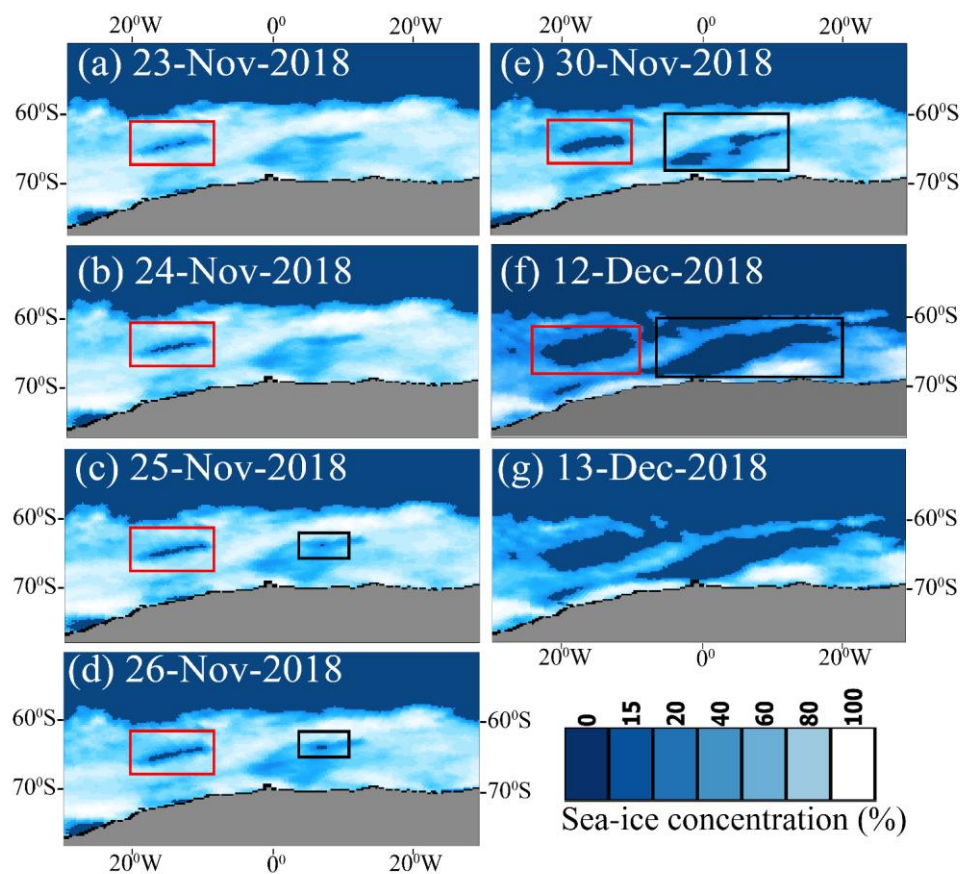 20⁰W 0⁰ 20⁰W
20⁰W 0⁰ 20⁰W
(a) 23-Nov-2018
60⁰S
70⁰S
(b) 24-Nov-2018
60⁰S
70⁰S
(c) 25-Nov-2018
60⁰S
70⁰S
(d) 26-Nov-2018
60⁰S
70⁰S
20⁰W 0⁰ 20⁰W
(e) 30-Nov-2018
60⁰S
70⁰S
(f) 12-Dec-2018
60⁰S
70⁰S
(g) 13-Dec-2018
60⁰S
70⁰S
20⁰W 0⁰ 20⁰W
60⁰S
70⁰S
0 15 20 40 60 80 100
Sea-ice concentration (%)